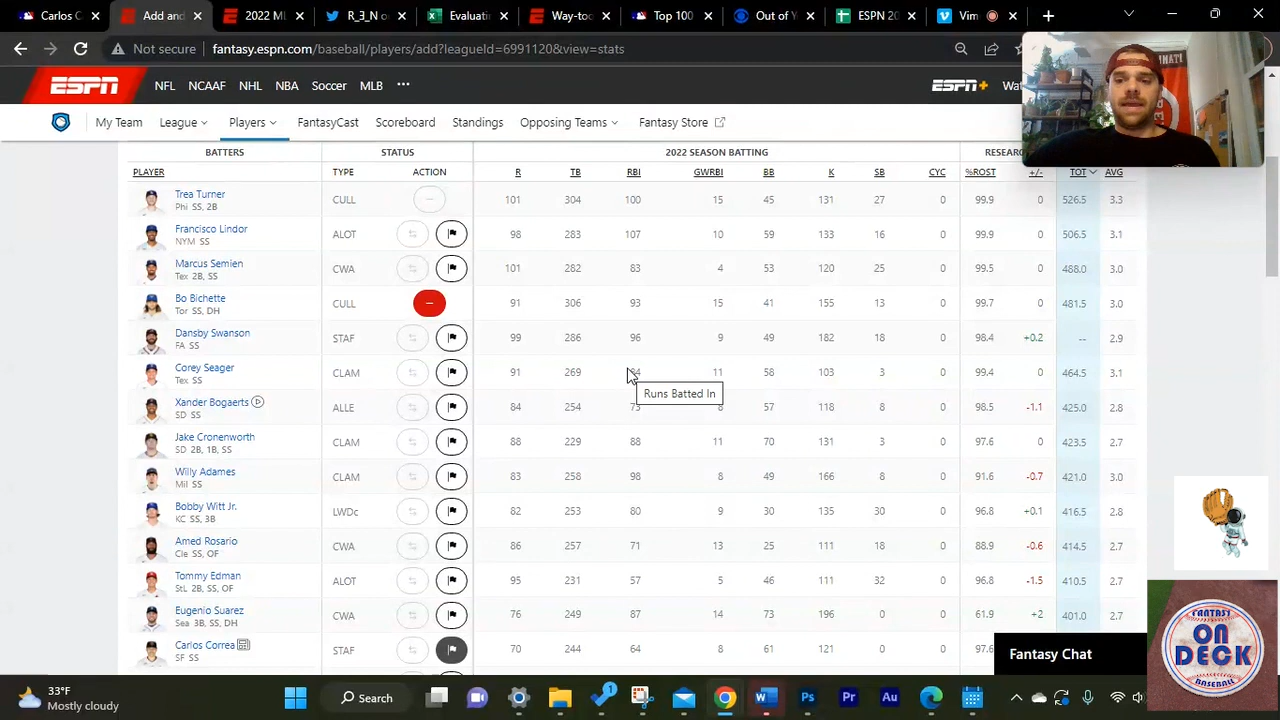 Carlos C
Add and
2022 ML
R_3_N o
Evaluati
Way-too
Top 100
Out of Y
ESPN 20
Vim
Not secure
fantasy.espn.com/baseball/players/add?leagueId=69911208&view=stats
ESPN
NFL
NCAAF
NHL
NBA
Soccer
MLB
ESPN+
My Team
League
Players
Scoreboard
Opposing Teams
Fantasy Store
BATTERS STATUS 2022 SEASON BATTING
PLAYER TYPE ACTION R TB RBI GWRBI BB K SB CYC %ROST +/- TOT AVG
Trea Turner
Phi SS, 2B
CULL 101 304 100 15 45 131 27 0 99.9 0 526.5 3.3
Francisco Lindor
NYM SS
ALOT 98 283 107 10 59 133 16 0 99.9 0 506.5 3.1
Marcus Semien
Tex 2B, SS
CWA 101 282 83 4 53 120 25 0 99.5 0 488.0 3.0
Bo Bichette
Tor SS, DH
CULL 91 306 93 15 41 155 13 0 99.7 0 481.5 3.0
Dansby Swanson
FA SS
STAF 99 286 96 9 49 182 18 0 98.4 +0.2 -- 2.9
Corey Seager
Tex SS
CLAM 91 269 11 58 103 3 0 99.4 0 464.5 3.1
Runs Batted In
Xander Bogaerts
SD SS
ALLE 84 254 73 8 57 118 8 0 98.5 -1.1 425.0 2.8
Jake Cronenworth
SD 2B, 1B, SS
CLAM 88 229 88 11 70 131 3 0 97.6 0 423.5 2.7
Willy Adames
Mil SS
CLAM 83 258 98 8 49 166 8 0 91.6 -0.7 421.0 3.0
Bobby Witt Jr.
KC SS, 3B
LWDc 82 253 80 9 30 135 30 0 96.8 +0.1 416.5 2.8
Amed Rosario
Cle SS, OF
CWA 86 257 71 13 25 111 18 0 88.9 -0.6 414.5 2.7
Tommy Edman
StL 2B, SS, OF
ALOT 95 231 57 5 46 111 32 0 96.8 -1.5 410.5 2.7
Eugenio Suarez
Sea 3B, SS, DH
CWA 76 249 87 14 73 196 0 0 61.9 +2 401.0 2.7
Carlos Correa
SF SS
STAF 70 244 64 8 61 121 0 0 97.6
Fantasy Chat
FANTASY
ON
DECK
BASEBALL
33°F
Mostly cloudy
Search